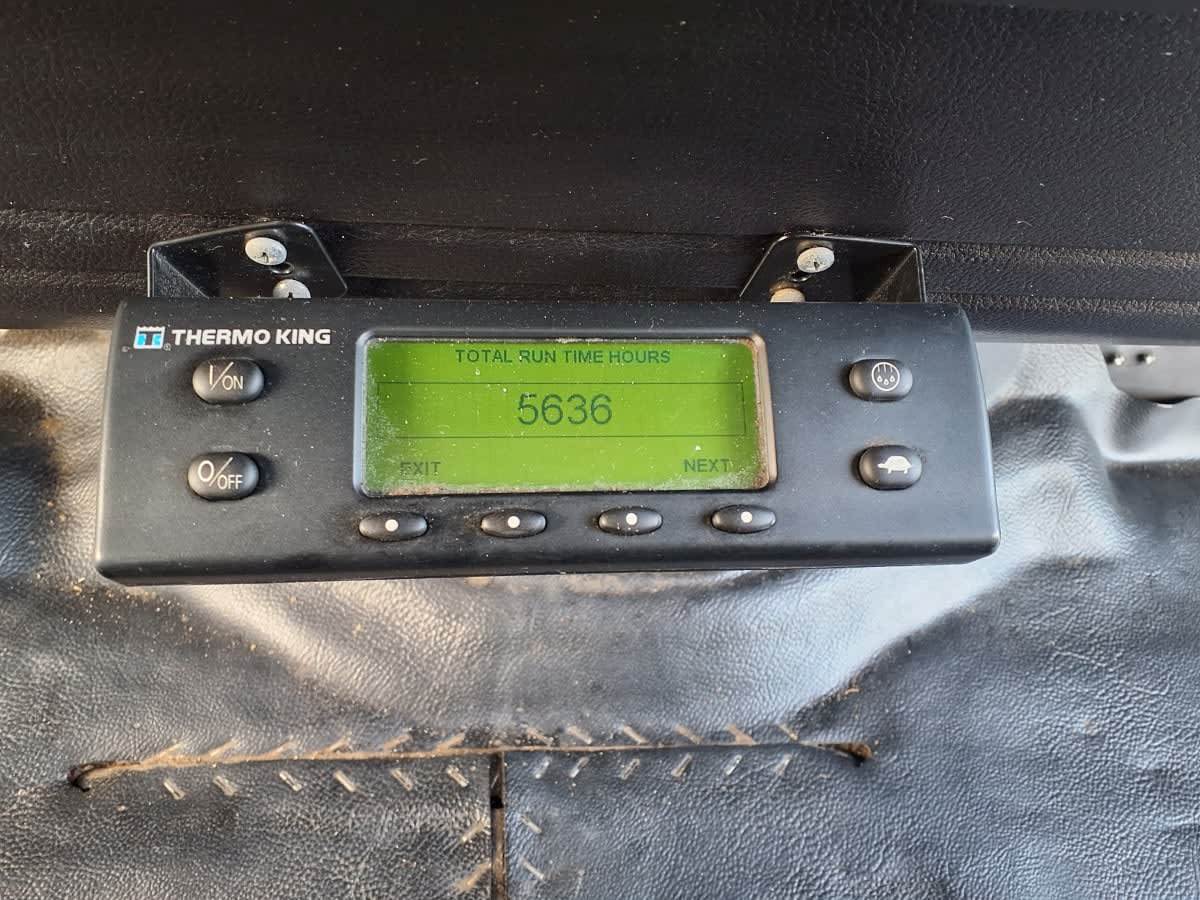 THERMO KING
®
I/ON
O/OFF
TOTAL RUN TIME HOURS
5636
EXIT NEXT